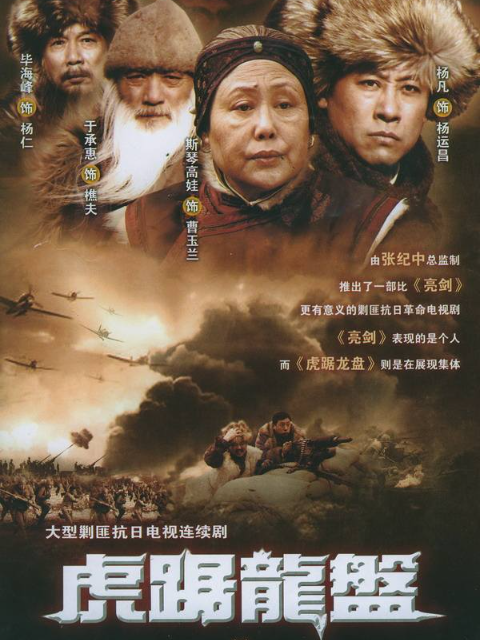 毕海峰
饰
杨仁
于承惠
饰
樵夫
斯琴高娃
饰
曹玉兰
杨凡
饰
杨运昌
由张纪中总监制
推出了一部比《亮剑》
更有意义的剿匪抗日革命电视剧
《亮剑》表现的是个人
而《虎踞龙盘》则是在展现集体
大型剿匪抗日电视连续剧
虎踞龍盤